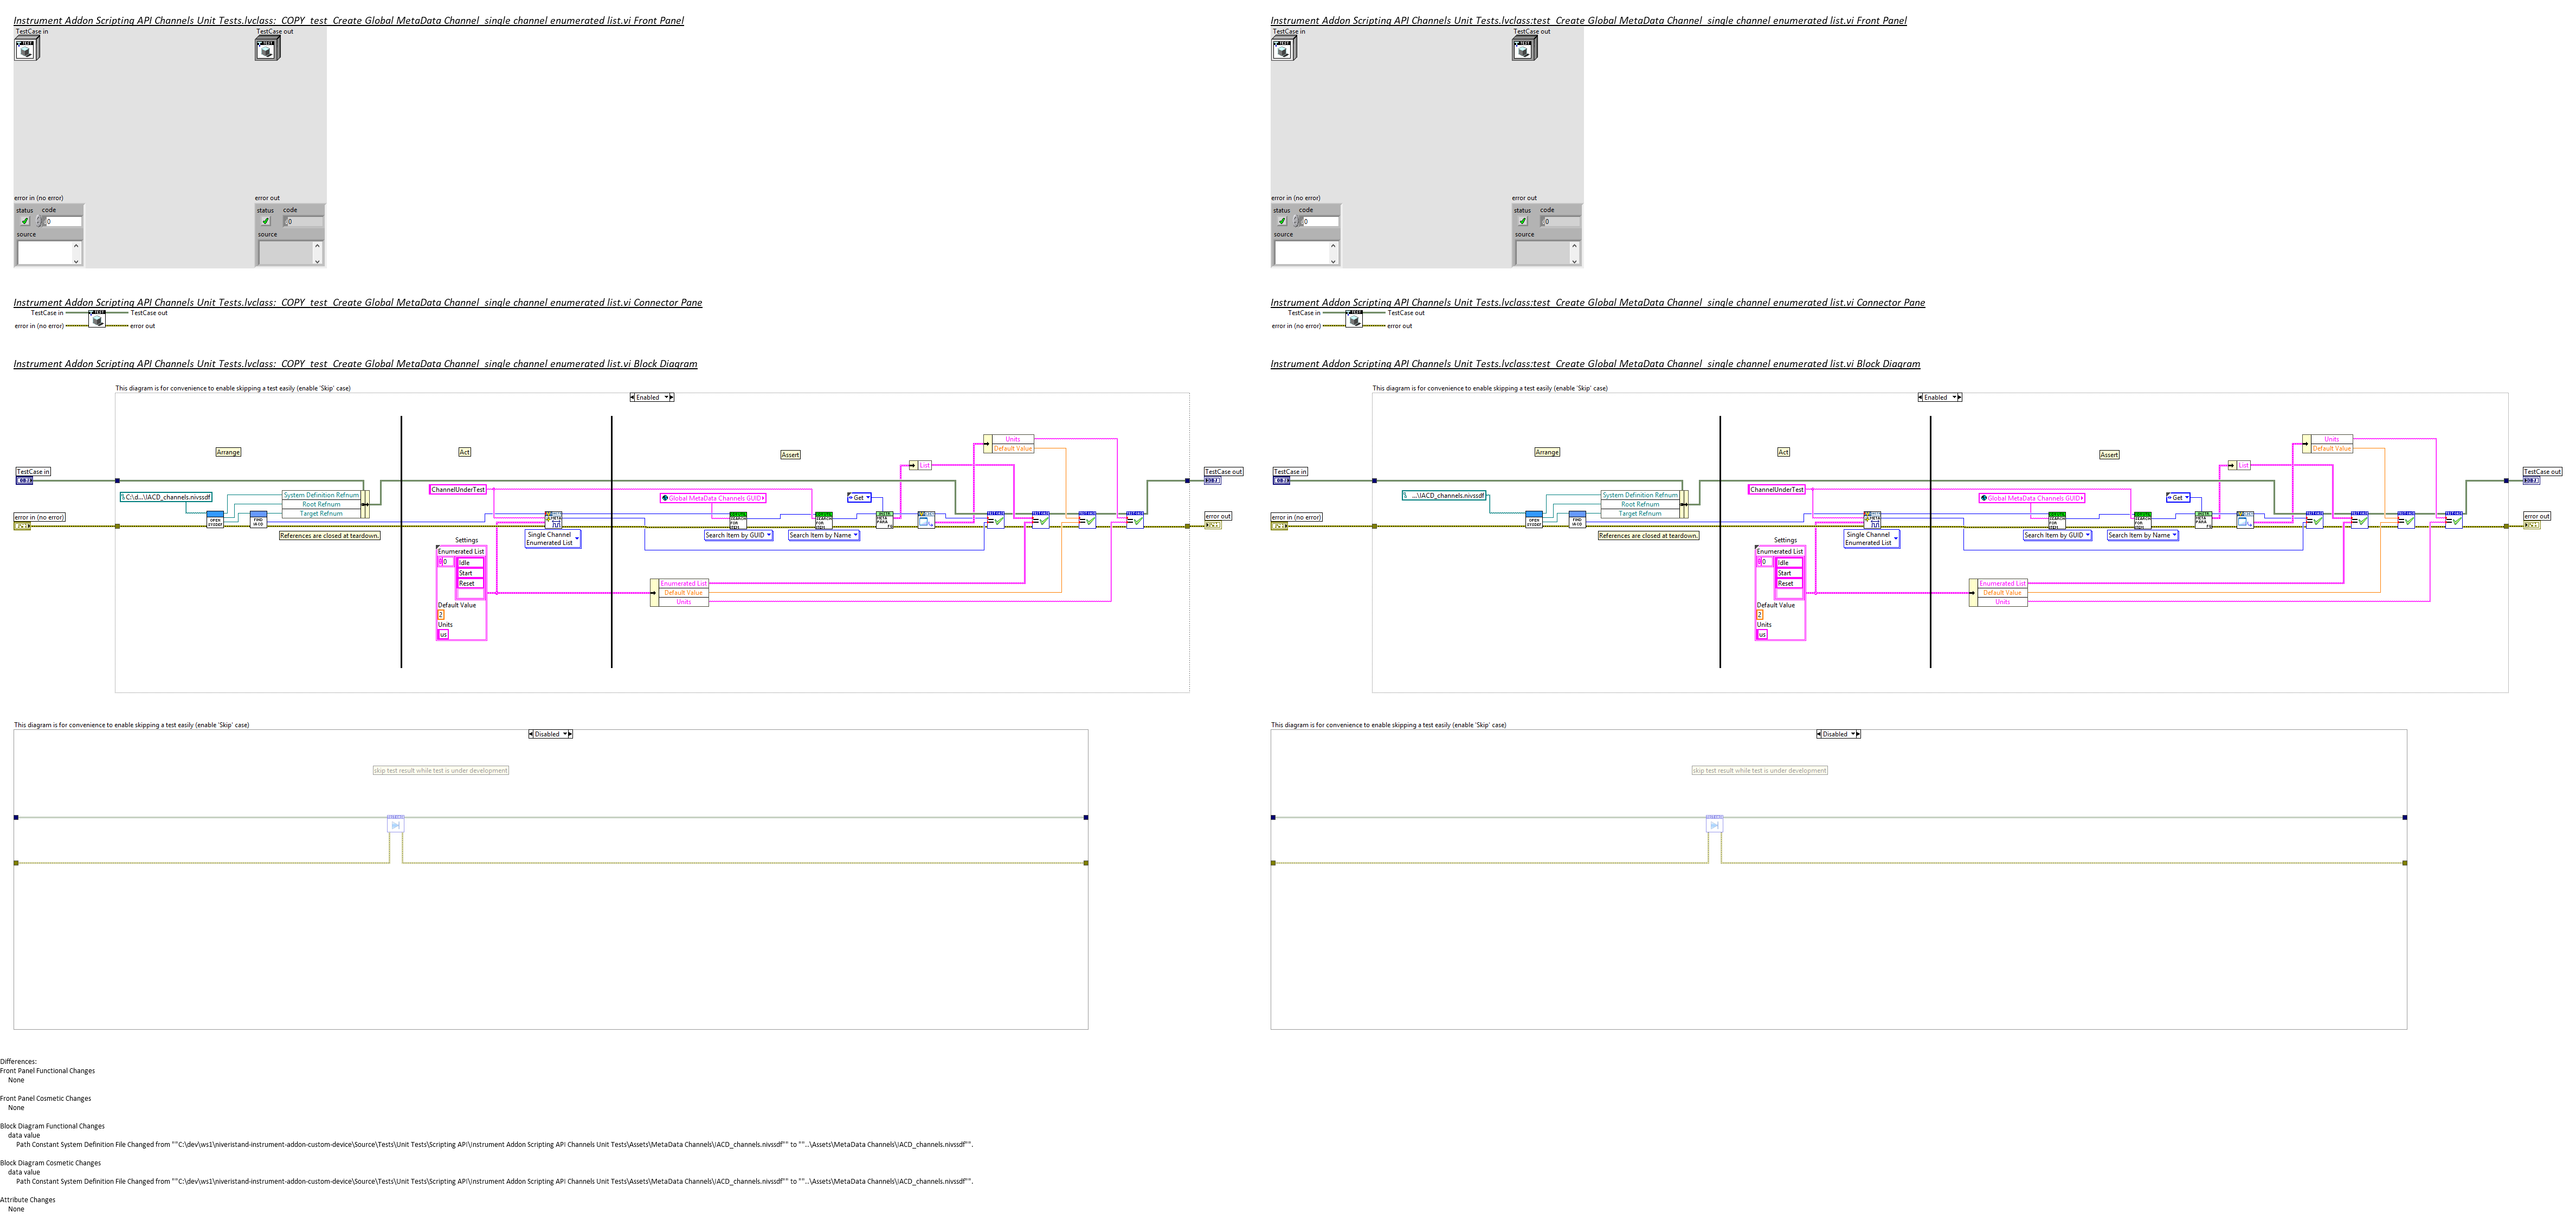 Instrument Addon Scripting API Channels Unit Tests.lvclass:_COPY_test_Create Global MetaData Channel_single channel enumerated list.vi Front Panel
TestCase in
TestCase out
error in (no error)
status
code
0
source
error out
status
code
0
source
Instrument Addon Scripting API Channels Unit Tests.lvclass:_COPY_test_Create Global MetaData Channel_single channel enumerated list.vi Connector Pane
TestCase in
TestCase out
error in (no error)
error out
Instrument Addon Scripting API Channels Unit Tests.lvclass:_COPY_test_Create Global MetaData Channel_single channel enumerated list.vi Block Diagram
This diagram is for convenience to enable skipping a test easily (enable 'Skip' case)
Enabled
Arrange
Act
Assert
Units
Default Value
List
TestCase in
TestCase out
C:\d...\IACD_channels.nivssdf
System Definition Refnum
Root Refnum
Target Refnum
ChannelUnderTest
Global MetaData Channels GUID
Get
error in (no error)
error out
References are closed at teardown.
Single Channel
Enumerated List
Search Item by GUID
Search Item by Name
Settings
Enumerated List
0
Idle
Start
Reset
Default Value
2
Units
us
Enumerated List
Default Value
Units
This diagram is for convenience to enable skipping a test easily (enable 'Skip' case)
Disabled
skip test result while test is under development
Instrument Addon Scripting API Channels Unit Tests.lvclass:test_Create Global MetaData Channel_single channel enumerated list.vi Front Panel
TestCase in
TestCase out
error in (no error)
status
code
0
source
error out
status
code
0
source
Instrument Addon Scripting API Channels Unit Tests.lvclass:test_Create Global MetaData Channel_single channel enumerated list.vi Connector Pane
TestCase in
TestCase out
error in (no error)
error out
Instrument Addon Scripting API Channels Unit Tests.lvclass:test_Create Global MetaData Channel_single channel enumerated list.vi Block Diagram
This diagram is for convenience to enable skipping a test easily (enable 'Skip' case)
Enabled
Arrange
Act
Assert
Units
Default Value
List
TestCase in
TestCase out
...\IACD_channels.nivssdf
System Definition Refnum
Root Refnum
Target Refnum
ChannelUnderTest
Global MetaData Channels GUID
Get
error in (no error)
error out
References are closed at teardown.
Single Channel
Enumerated List
Search Item by GUID
Search Item by Name
Settings
Enumerated List
0
Idle
Start
Reset
Default Value
2
Units
us
Enumerated List
Default Value
Units
This diagram is for convenience to enable skipping a test easily (enable 'Skip' case)
Disabled
skip test result while test is under development
Differences:
Front Panel Functional Changes
None
Front Panel Cosmetic Changes
None
Block Diagram Functional Changes
data value
Path Constant System Definition File Changed from ""C:\dev\ws1\niveristand-instrument-addon-custom-device\Source\Tests\Unit Tests\Scripting API\Instrument Addon Scripting API Channels Unit Tests\Assets\MetaData Channels\IACD_channels.nivssdf"" to ""..\Assets\MetaData Channels\IACD_channels.nivssdf"".
Block Diagram Cosmetic Changes
data value
Path Constant System Definition File Changed from ""C:\dev\ws1\niveristand-instrument-addon-custom-device\Source\Tests\Unit Tests\Scripting API\Instrument Addon Scripting API Channels Unit Tests\Assets\MetaData Channels\IACD_channels.nivssdf"" to ""..\Assets\MetaData Channels\IACD_channels.nivssdf"".
Attribute Changes
None